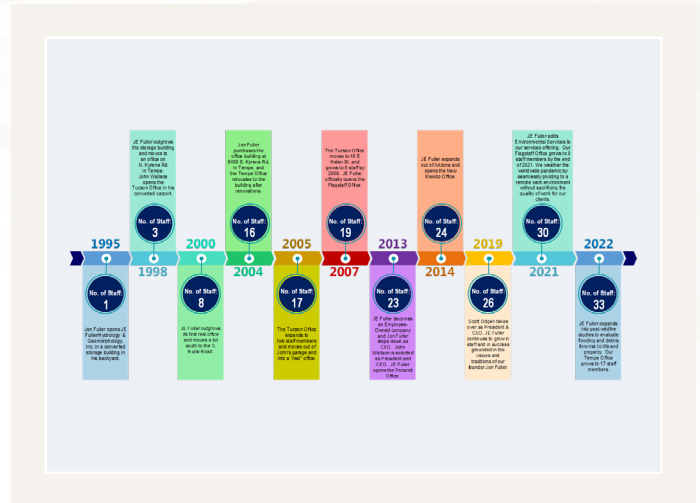 JE Fuller outgrows
the storage building
and moves to
an office on
N. Kyrene Rd.
in Tempe.
John Wallace
opens the
Tucson Office in his
converted carport.
No. of Staff:
3
Jon Fuller
purchases the
office building at
8400 S. Kyrene Rd.
in Tempe, and
the Tempe Office
relocates to the
building after
renovations.
No. of Staff:
16
The Tucson Office
moves to 40 E
Helen St. and
grows to 8 staff by
2008. JE Fuller
officially opens the
Flagstaff Office.
No. of Staff:
19
JE Fuller expands
out of Arizona and
opens the New
Mexico Office.
No. of Staff:
24
JE Fuller adds
Environmental Services to
our services offering. Our
Flagstaff Office grows to 8
staff members by the end
of 2021. We weather the
world wide pandemic by
seamlessly pivoting to a
remote work environment
without sacrificing the
quality of work for our
clients.
No. of Staff:
30
1995
2000
2005
2013
2019
2022
1998
2004
2007
2014
2021
No. of Staff:
1
Jon Fuller opens JE
Fuller/Hydrology &
Geomorphology,
Inc. in a converted
storage building in
his backyard.
No. of Staff:
8
JE Fuller outgrows
its first real office
and moves a bit
south to the S
Rural Road.
No. of Staff:
17
The Tucson Office
expands to
two staff members
and moves out of
John's garage and
into a "real" office.
No. of Staff:
23
JE Fuller becomes
an Employee-
Owned company
and Jon Fuller
steps down as
CEO. John
Wallace is selected
as President and
CEO. JE Fuller
opens the Prescott
Office.
No. of Staff:
26
Scott Ogden takes
over as President &
CEO. JE Fuller
continues to grow in
staff and in success
grounded in the
values and
traditions of our
founder Jon Fuller.
No. of Staff:
33
JE Fuller expands
into post-wildfire
studies to evaluate
flooding and debris
flow risk to life and
property. Our
Tempe Office
grows to 17 staff
members.